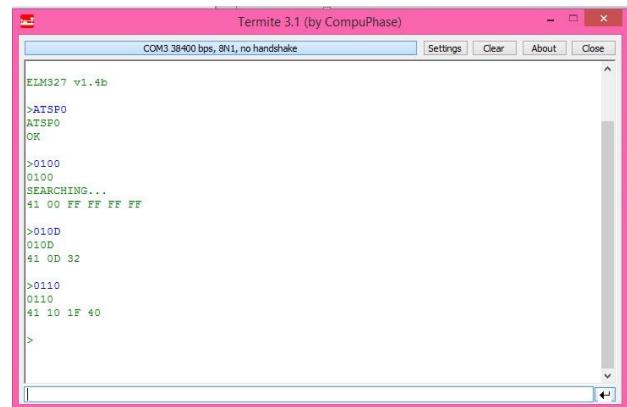 Termite 3.1 (by CompuPhase)
COM3 38400 bps, 8N1, no handshake
Settings
Clear
About
Close
ELM327 v1.4b
>ATSP0
ATSP0
OK
>0100
0100
SEARCHING...
41 00 FF FF FF FF
>010D
010D
41 0D 32
>0110
0110
41 10 1F 40
>